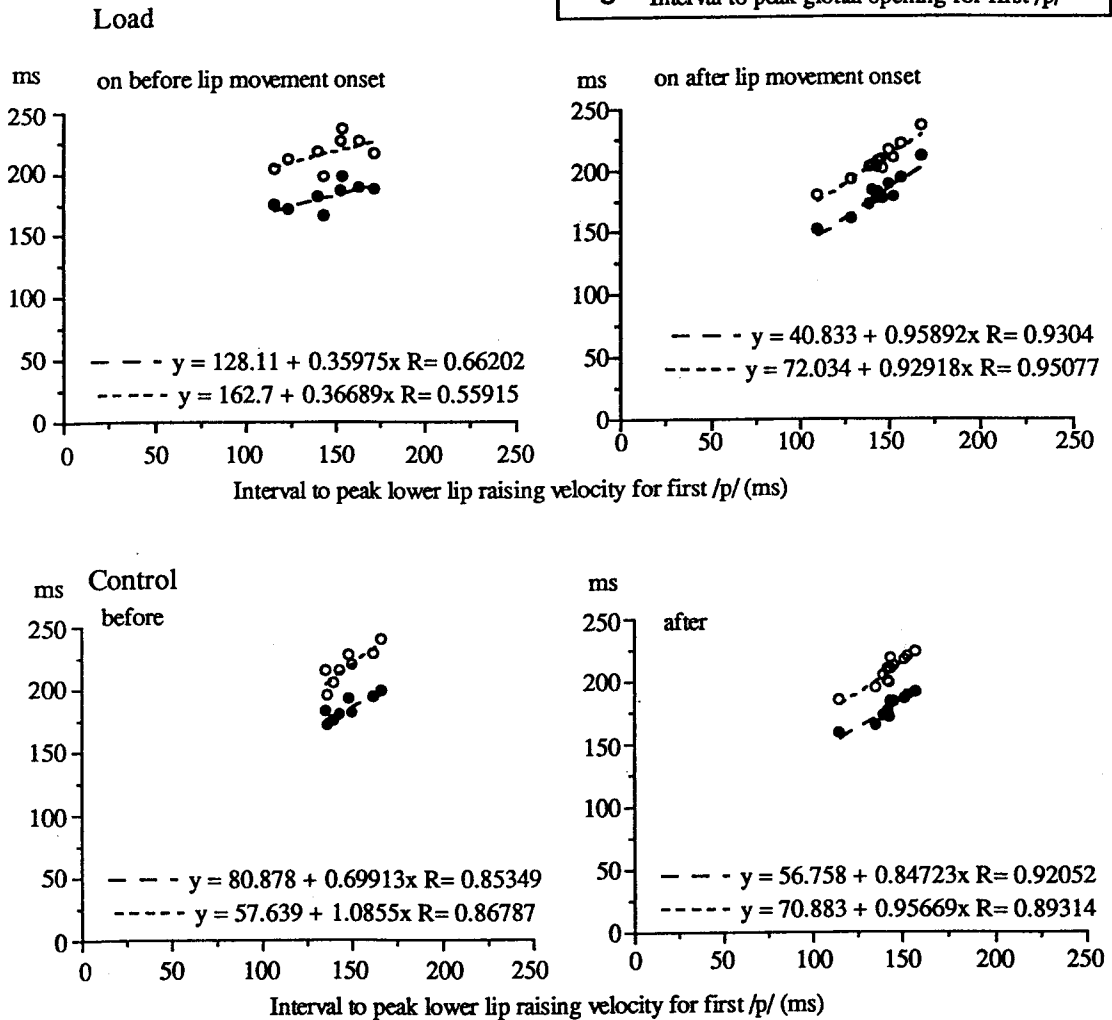 Interval to peak global opening for first /p/
Load
ms on before lip movement onset
250
200
150
100
50
0
y = 128.11 + 0.35975x R= 0.66202
y = 162.7 + 0.36689x R= 0.55915
0 50 100 150 200 250
ms on after lip movement onset
250
200
150
100
50
0
y = 40.833 + 0.95892x R= 0.9304
y = 72.034 + 0.92918x R= 0.95077
0 50 100 150 200 250
Interval to peak lower lip raising velocity for first /p/ (ms)
ms Control
before
250
200
150
100
50
0
y = 80.878 + 0.69913x R= 0.85349
y = 57.639 + 1.0855x R= 0.86787
0 50 100 150 200 250
ms
after
250
200
150
100
50
0
y = 56.758 + 0.84723x R= 0.92052
y = 70.883 + 0.95669x R= 0.89314
0 50 100 150 200 250
Interval to peak lower lip raising velocity for first /p/ (ms)